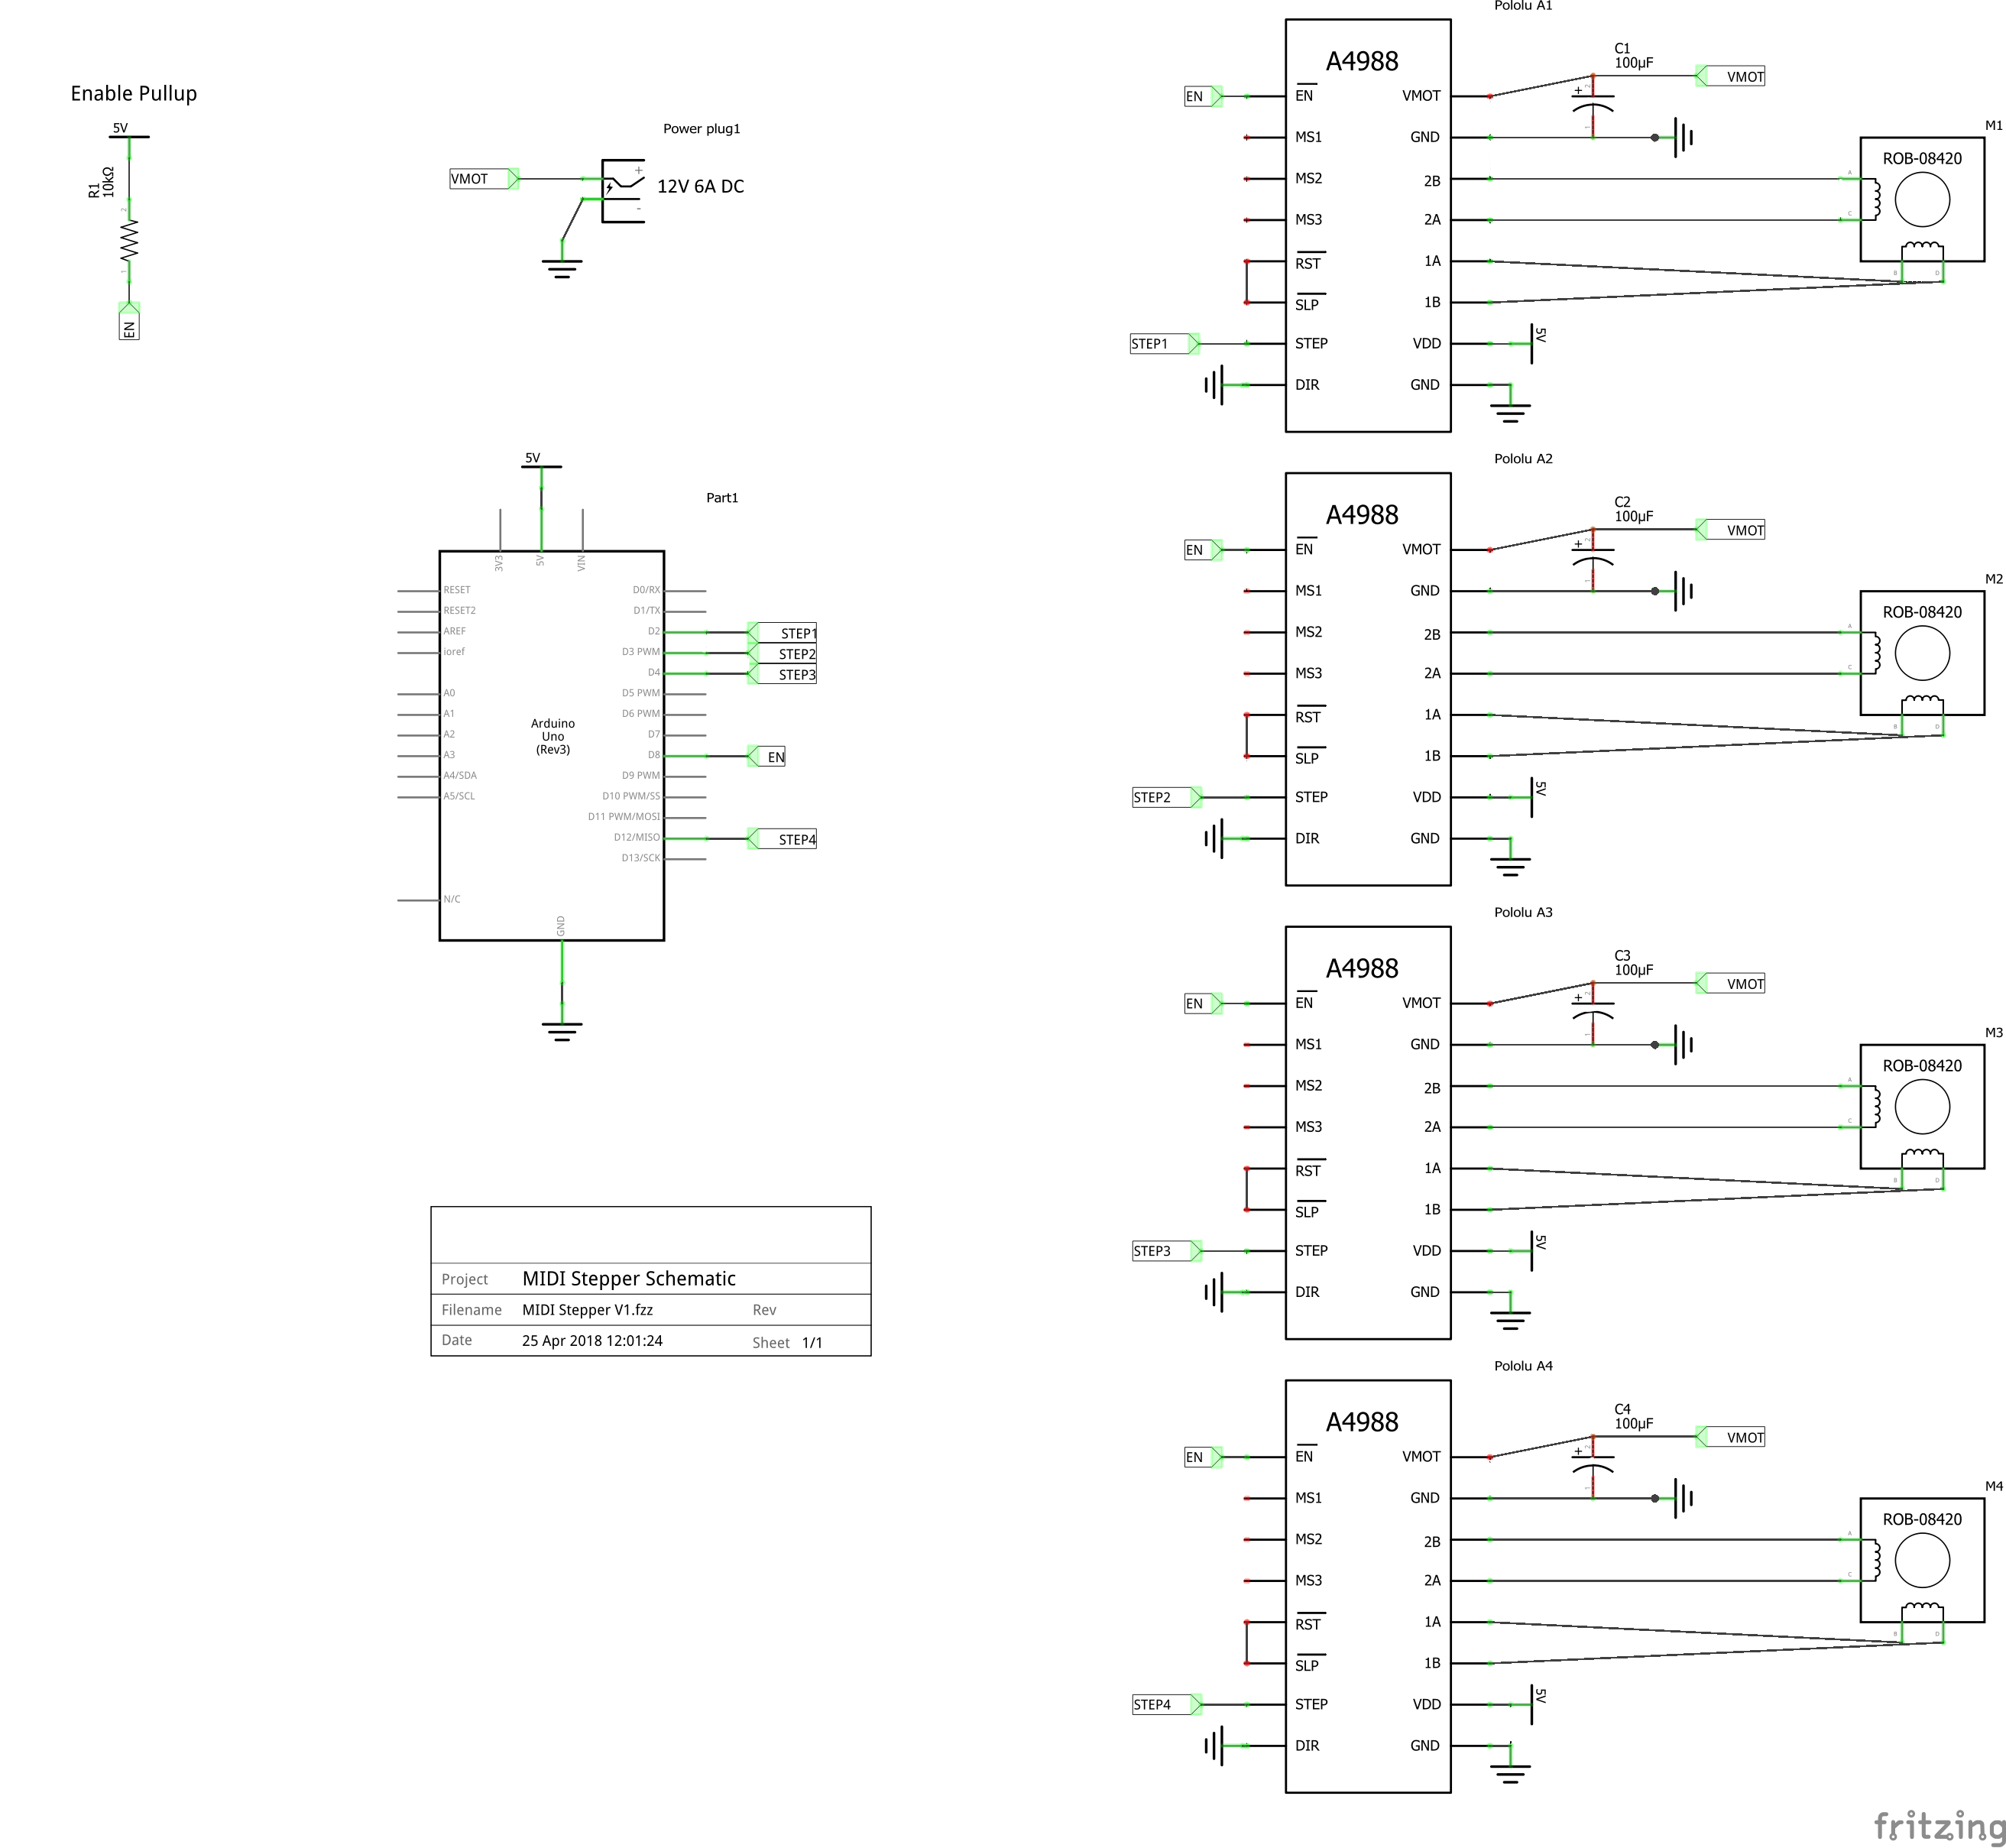 Enable Pullup
5V
R1
10kΩ
2
1
EN
Power plug1
VMOT
+
-
12V 6A DC
5V
Part1
3V3
5V
VIN
RESET
RESET2
AREF
ioref
A0
A1
A2
A3
A4/SDA
A5/SCL
N/C
Arduino
Uno
(Rev3)
D0/RX
D1/TX
D2
D3 PWM
D4
D5 PWM
D6 PWM
D7
D8
D9 PWM
D10 PWM/SS
D11 PWM/MOSI
D12/MISO
D13/SCK
GND
STEP1
STEP2
STEP3
EN
STEP4
Project MIDI Stepper Schematic
Filename MIDI Stepper V1.fzz Rev
Date 25 Apr 2018 12:01:24 Sheet 1/1
Pololu A1
A4988
EN
EN
MS1
MS2
MS3
RST
SLP
STEP1
STEP
DIR
VMOT
GND
2B
2A
1A
1B
VDD
GND
C1
100µF
+
2
1
VMOT
5V
M1
ROB-08420
A
C
B
D
Pololu A2
A4988
EN
EN
MS1
MS2
MS3
RST
SLP
STEP2
STEP
DIR
VMOT
GND
2B
2A
1A
1B
VDD
GND
C2
100µF
+
2
1
VMOT
5V
M2
ROB-08420
A
C
B
D
Pololu A3
A4988
EN
EN
MS1
MS2
MS3
RST
SLP
STEP3
STEP
DIR
VMOT
GND
2B
2A
1A
1B
VDD
GND
C3
100µF
+
2
1
VMOT
5V
M3
ROB-08420
A
C
B
D
Pololu A4
A4988
EN
EN
MS1
MS2
MS3
RST
SLP
STEP4
STEP
DIR
VMOT
GND
2B
2A
1A
1B
VDD
GND
C4
100µF
+
2
1
VMOT
5V
M4
ROB-08420
A
C
B
D
fritzing